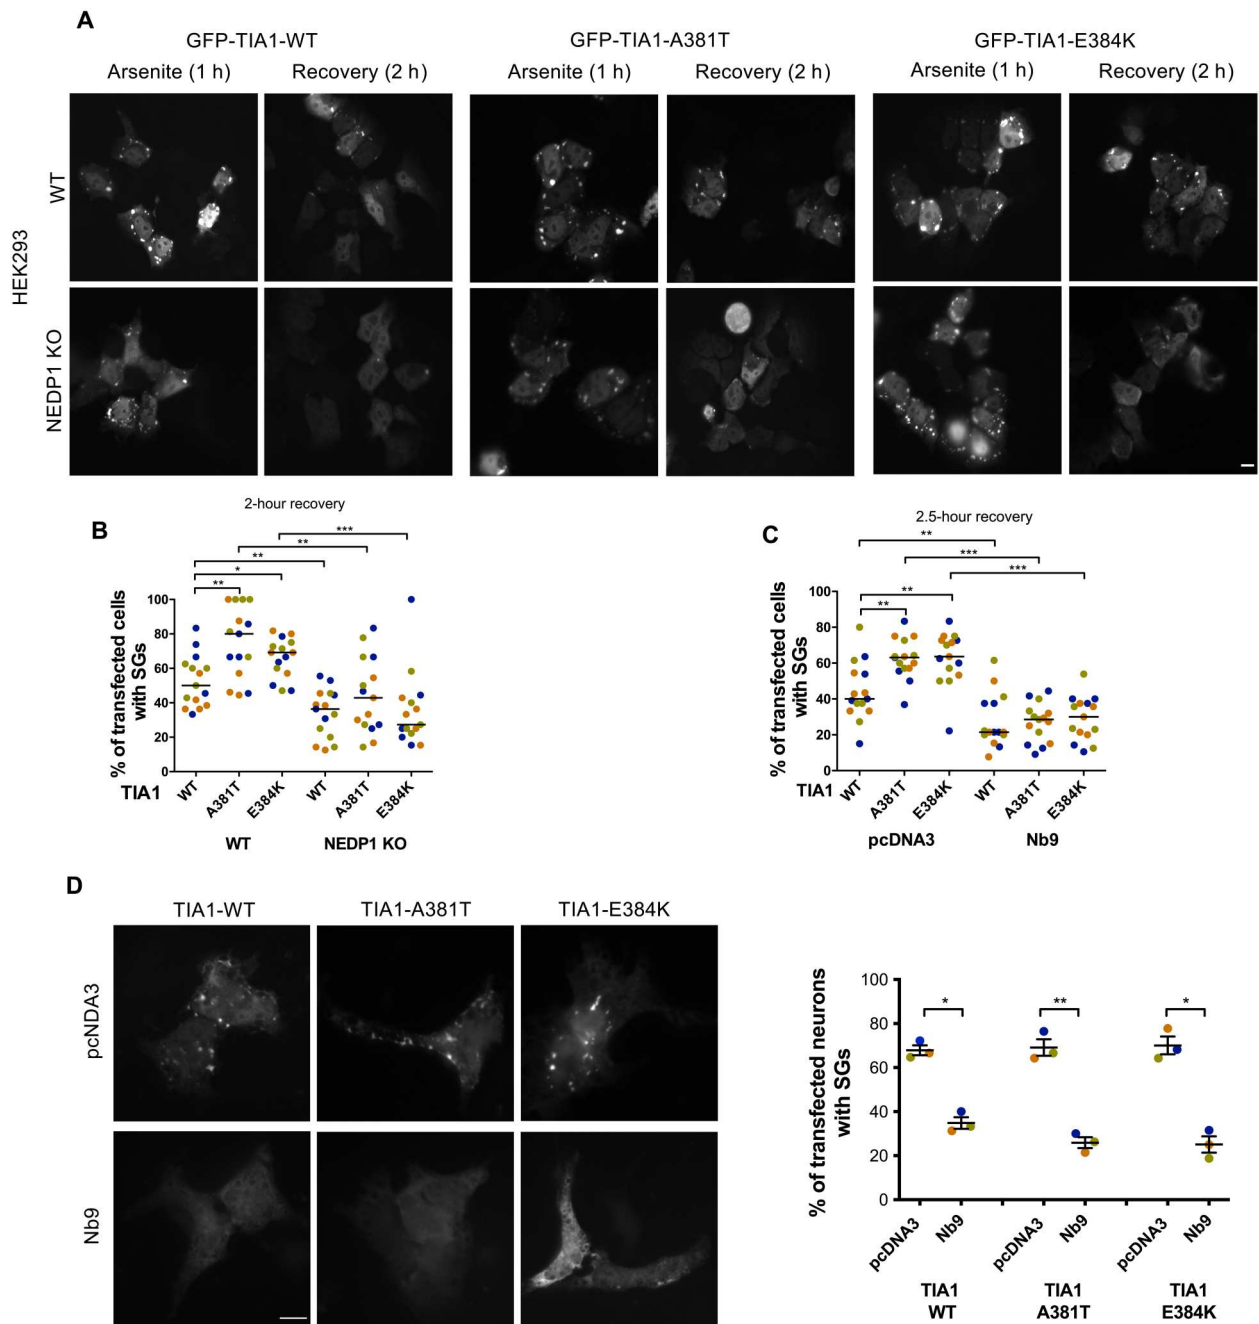 A
GFP-TIA1-WT
GFP-TIA1-A381T
GFP-TIA1-E384K
Arsenite (1 h)
Recovery (2 h)
Arsenite (1 h)
Recovery (2 h)
Arsenite (1 h)
Recovery (2 h)
HEK293
WT
NEDP1 KO
B
2-hour recovery
***
**
**
*
**
% of transfected cells
with SGs
100
80
60
40
20
0
TIA1
WT
A381T
E384K
WT
A381T
E384K
WT
NEDP1 KO
C
2.5-hour recovery
**
***
***
**
**
% of transfected cells
with SGs
100
80
60
40
20
0
TIA1
WT
A381T
E384K
WT
A381T
E384K
pcDNA3
Nb9
D
TIA1-WT
TIA1-A381T
TIA1-E384K
pcNDA3
Nb9
% of transfected neurons
with SGs
100
80
60
40
20
0
*
**
*
pcDNA3
Nb9
pcDNA3
Nb9
pcDNA3
Nb9
TIA1
WT
TIA1
A381T
TIA1
E384K